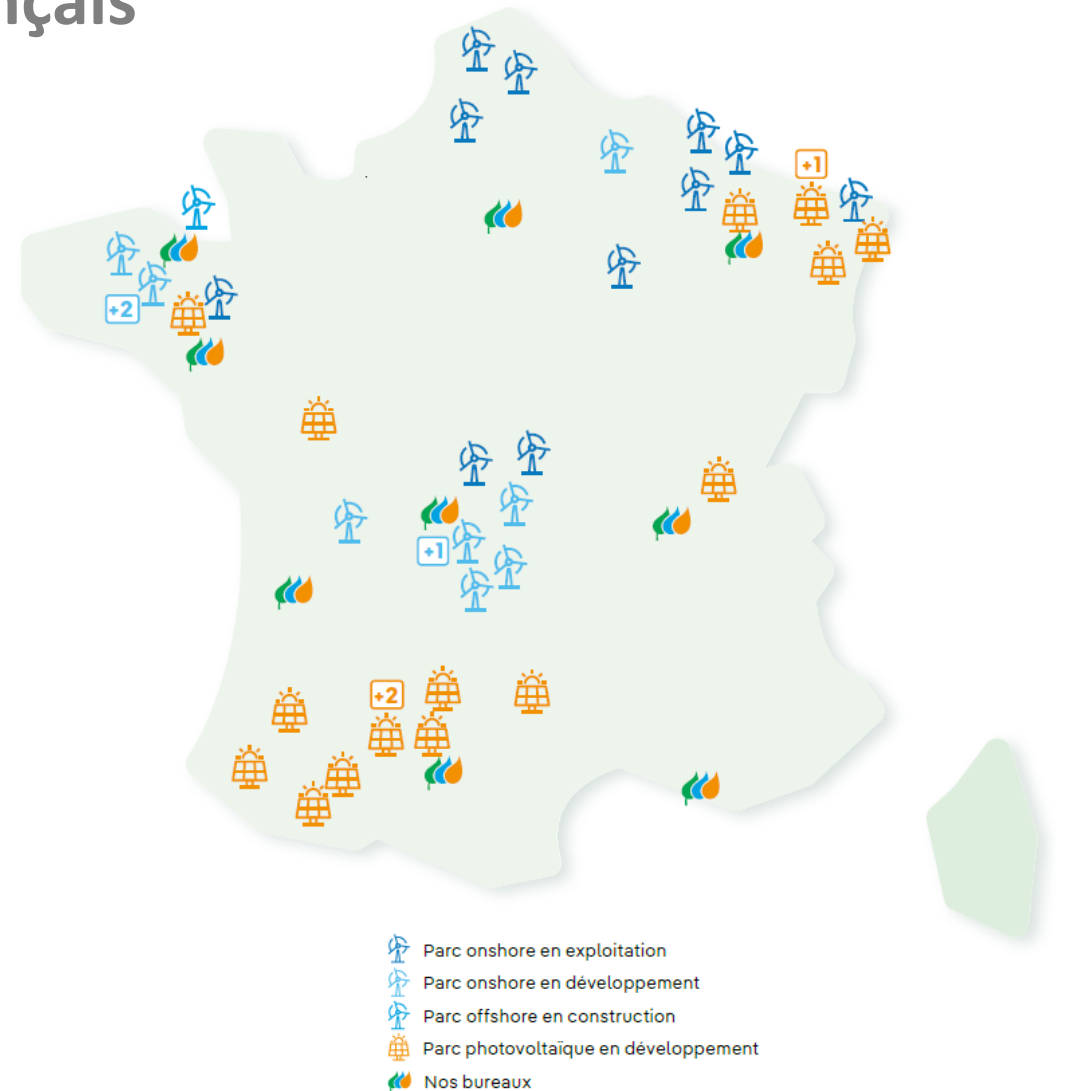 nçais
+1
+2
+1
+2
Parc onshore en exploitation
Parc onshore en développement
Parc offshore en construction
Parc photovoltaïque en développement
Nos bureaux